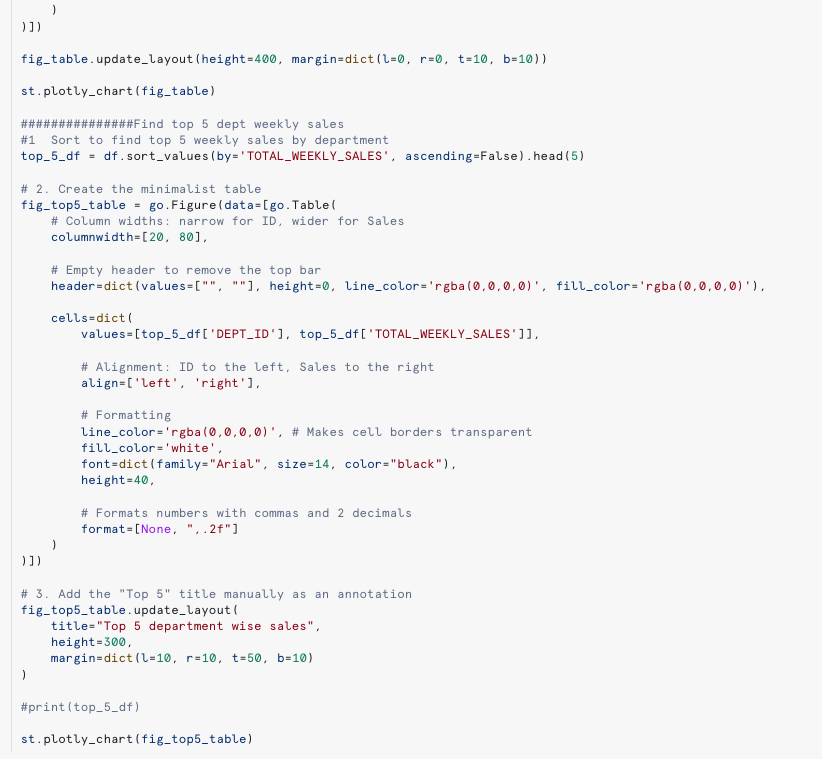 )
)])

fig_table.update_layout(height=400, margin=dict(l=0, r=0, t=10, b=10))

st.plotly_chart(fig_table)

###############Find top 5 dept weekly sales
#1  Sort to find top 5 weekly sales by department
top_5_df = df.sort_values(by='TOTAL_WEEKLY_SALES', ascending=False).head(5)

# 2. Create the minimalist table
fig_top5_table = go.Figure(data=[go.Table(
    # Column widths: narrow for ID, wider for Sales
    columnwidth=[20, 80],

    # Empty header to remove the top bar
    header=dict(values=["", ""], height=0, line_color='rgba(0,0,0,0)', fill_color='rgba(0,0,0,0)'),

    cells=dict(
        values=[top_5_df['DEPT_ID'], top_5_df['TOTAL_WEEKLY_SALES']],

        # Alignment: ID to the left, Sales to the right
        align=['left', 'right'],

        # Formatting
        line_color='rgba(0,0,0,0)', # Makes cell borders transparent
        fill_color='white',
        font=dict(family="Arial", size=14, color="black"),
        height=40,

        # Formats numbers with commas and 2 decimals
        format=[None, ",.2f"]
    )
)])

# 3. Add the "Top 5" title manually as an annotation
fig_top5_table.update_layout(
    title="Top 5 department wise sales",
    height=300,
    margin=dict(l=10, r=10, t=50, b=10)
)

#print(top_5_df)

st.plotly_chart(fig_top5_table)